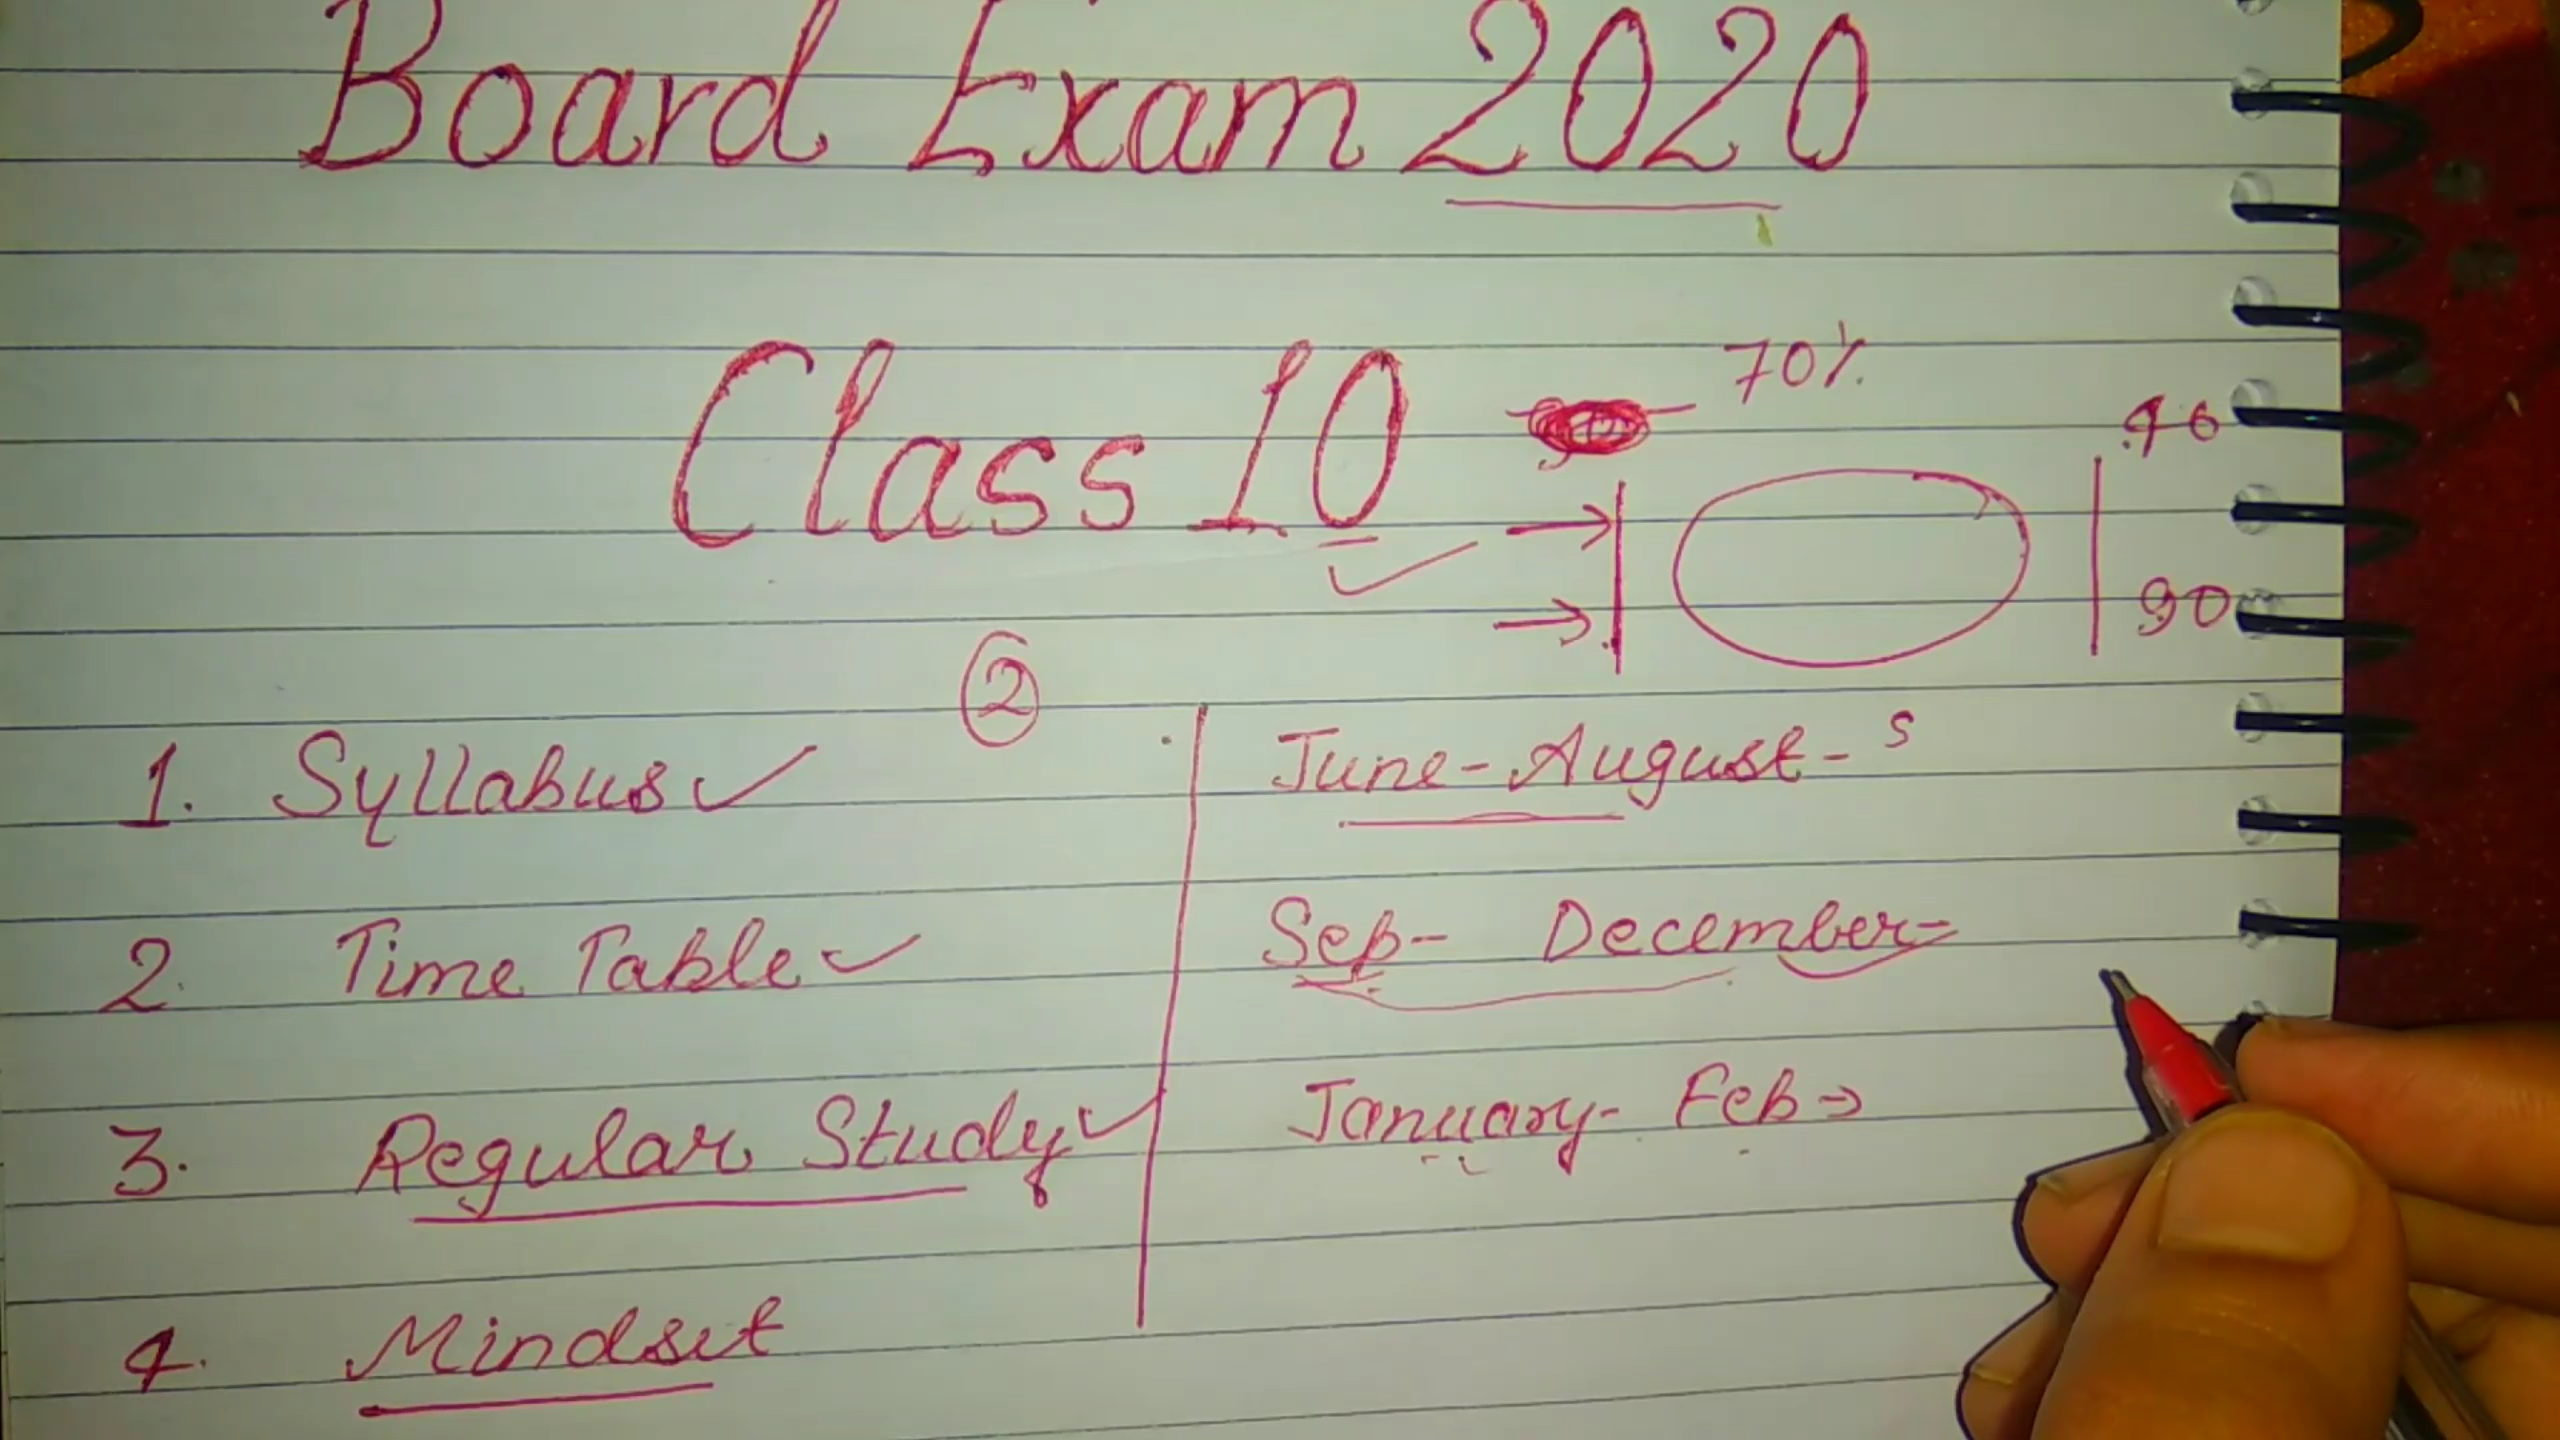 Board Exam 2020
Class 10
70%
40
90
2
1. Syllabus
2. Time Table
3. Regular Study
4. Mindset
June - August - S
Sep - December -
January - Feb →